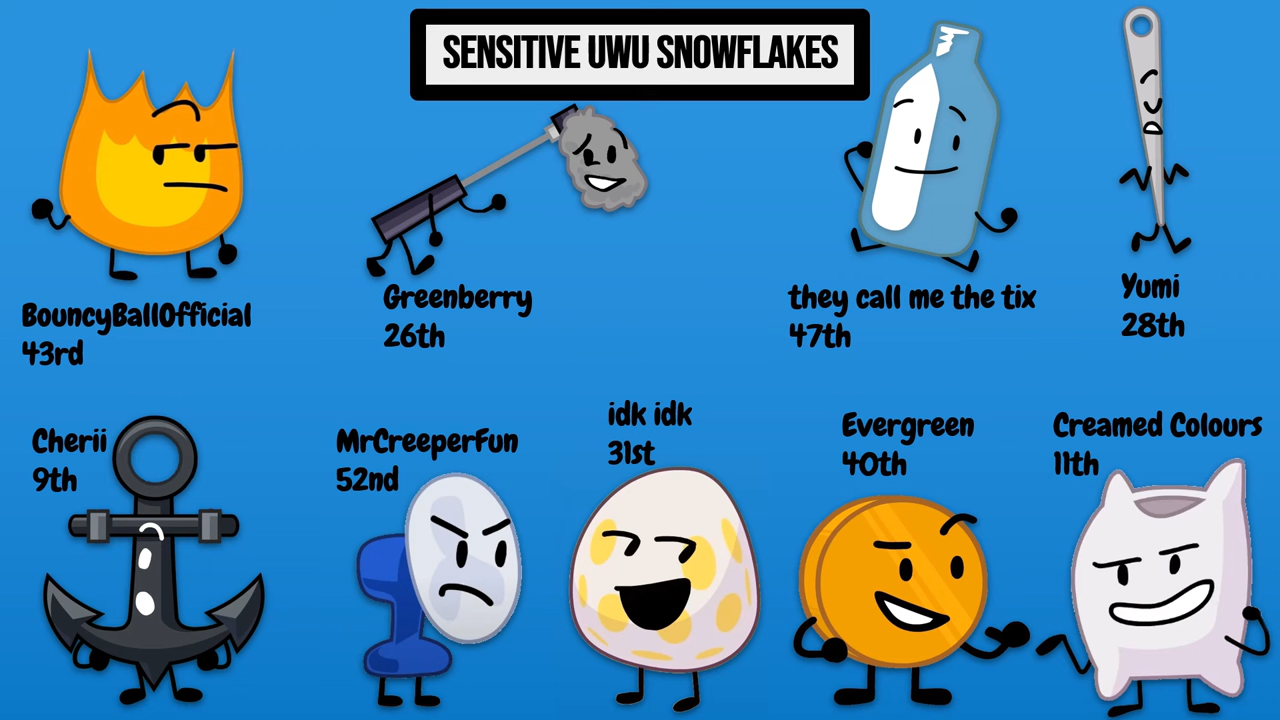 SENSITIVE UWU SNOWFLAKES
BouncyBallOfficial
43rd
Greenberry
26th
they call me the tix
47th
Yumi
28th
Cherii
9th
MrCreeperFun
52nd
idk idk
31st
Evergreen
40th
Creamed Colours
11th